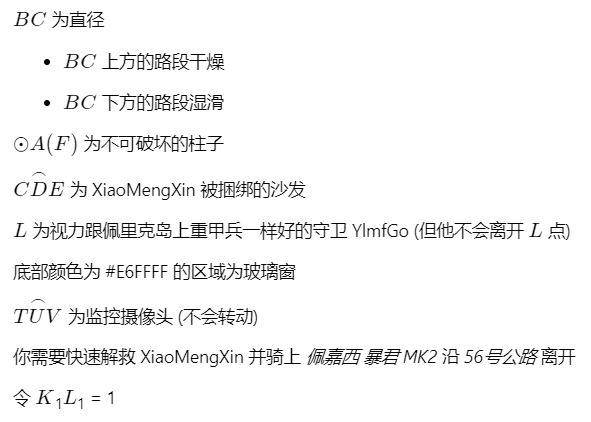 BC 为直径
• BC 上方的路段干燥
• BC 下方的路段湿滑
⊙A(F) 为不可破坏的柱子
C\overset{\frown}{D}E 为 XiaoMengXin 被捆绑的沙发
L 为视力跟佩里克岛上重甲兵一样好的守卫 YlmfGo (但他不会离开 L 点)
底部颜色为 #E6FFFF 的区域为玻璃窗
T\overset{\frown}{U}V 为监控摄像头 (不会转动)
你需要快速解救 XiaoMengXin 并骑上 佩嘉西 暴君 MK2 沿 56号公路 离开
令 K₁L₁ = 1